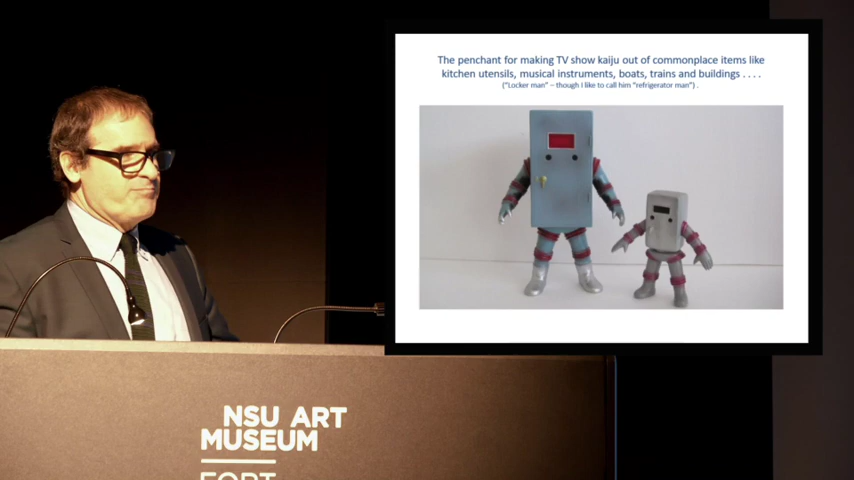 The penchant for making TV show kaiju out of commonplace items like
kitchen utensils, musical instruments, boats, trains and buildings . . . .
("Locker man" – though I like to call him "refrigerator man") .
NSU ART
MUSEUM
FORT